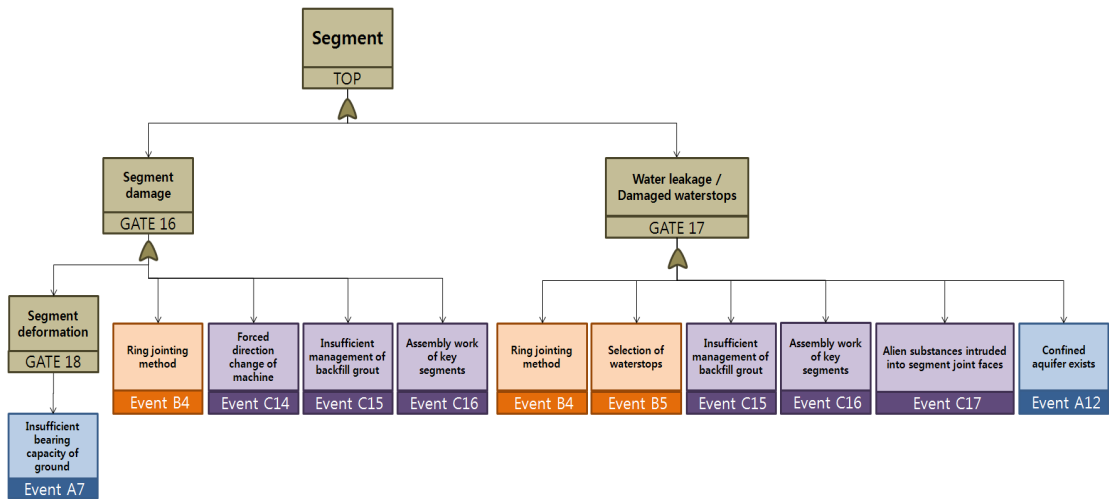 Segment
TOP
Segment
damage
GATE 16
Water leakage /
Damaged waterstops
GATE 17
Segment
deformation
GATE 18
Ring jointing
method
Event B4
Forced
direction
change of
machine
Event C14
Insufficient
management of
backfill grout
Event C15
Assembly work
of key
segments
Event C16
Ring jointing
method
Event B4
Selection of
waterstops
Event B5
Insufficient
management of
backfill grout
Event C15
Assembly work
of key
segments
Event C16
Alien substances intruded
into segment joint faces
Event C17
Confined
aquifer exists
Event A12
Insufficient
bearing
capacity of
ground
Event A7